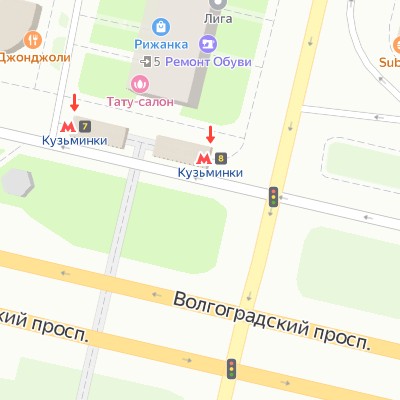 Лига
Рижанка
Джонджоли
5 Ремонт Обуви
Sub
Тату-салон
7
Кузьминки
8
Кузьминки
Волгоградский просп.
кий просп.